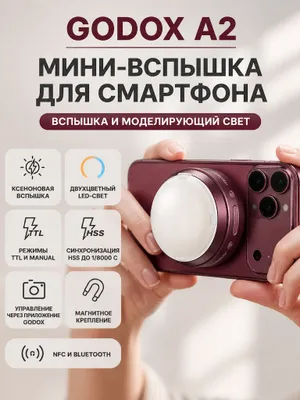 GODOX A2
МИНИ-ВСПЫШКА
ДЛЯ СМАРТФОНА
ВСПЫШКА И МОДЕЛИРУЮЩИЙ СВЕТ
КСЕНОНОВАЯ
ВСПЫШКА
ДВУХЦВЕТНЫЙ
LED-СВЕТ
TTL
РЕЖИМЫ
TTL И MANUAL
HSS
СИНХРОНИЗАЦИЯ
HSS ДО 1/8000 С
УПРАВЛЕНИЕ
ЧЕРЕЗ ПРИЛОЖЕНИЕ
GODOX
МАГНИТНОЕ
КРЕПЛЕНИЕ
NFC И BLUETOOTH